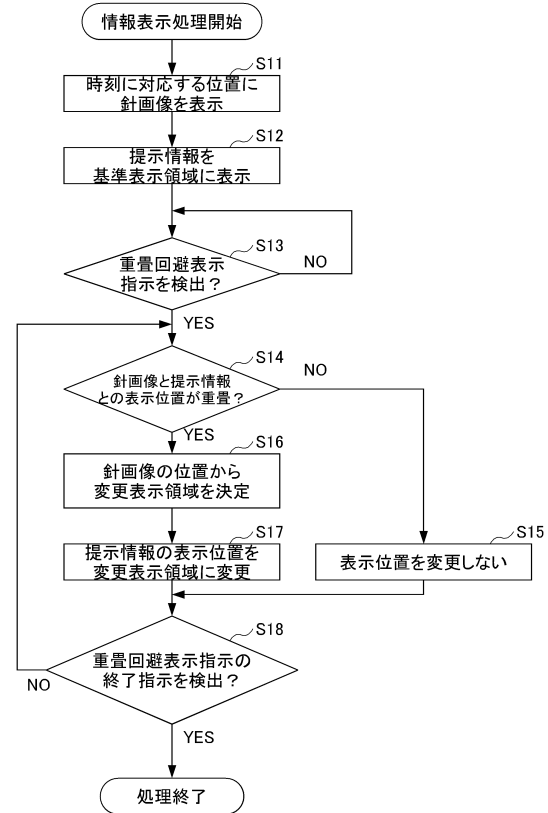 情報表示処理開始
S11
時刻に対応する位置に
針画像を表示
S12
提示情報を
基準表示領域に表示
S13
重畳回避表示
指示を検出？
NO
YES
S14
針画像と提示情報
との表示位置が重畳？
NO
YES
S16
針画像の位置から
変更表示領域を決定
S17
提示情報の表示位置を
変更表示領域に変更
S15
表示位置を変更しない
S18
重畳回避表示指示の
終了指示を検出？
NO
YES
処理終了